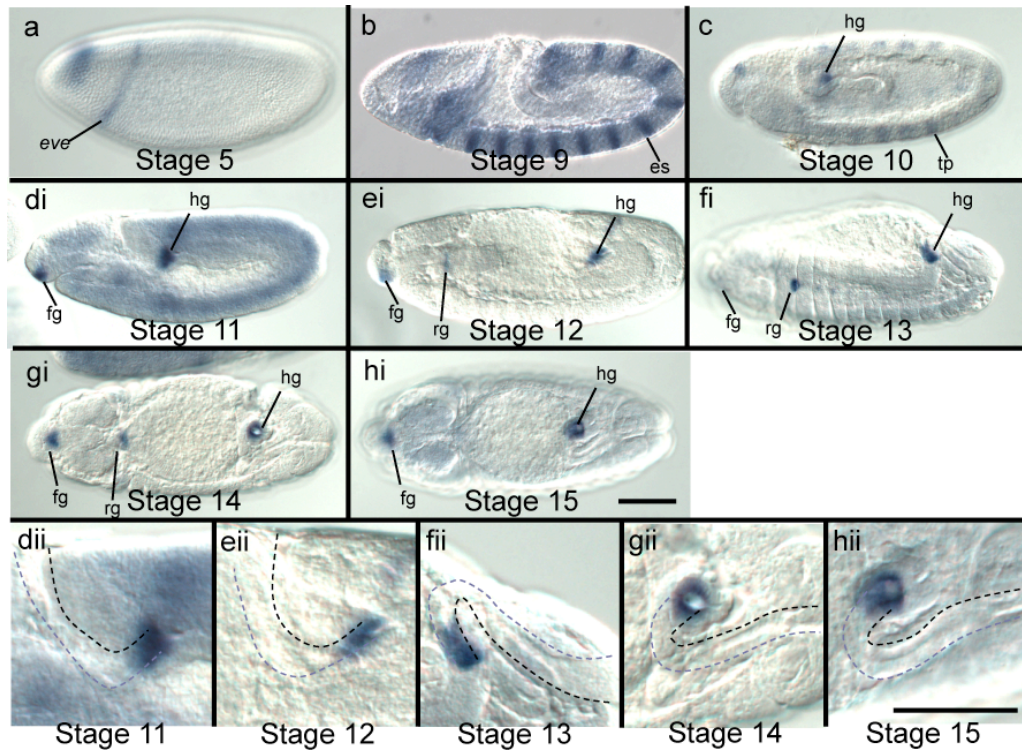 a
eve
Stage 5
b
es
Stage 9
c
hg
tp
Stage 10
di
hg
fg
Stage 11
ei
hg
fg
rg
Stage 12
fi
hg
fg
rg
Stage 13
gi
hg
fg
rg
Stage 14
hi
hg
fg
Stage 15
dii
Stage 11
eii
Stage 12
fii
Stage 13
gii
Stage 14
hii
Stage 15